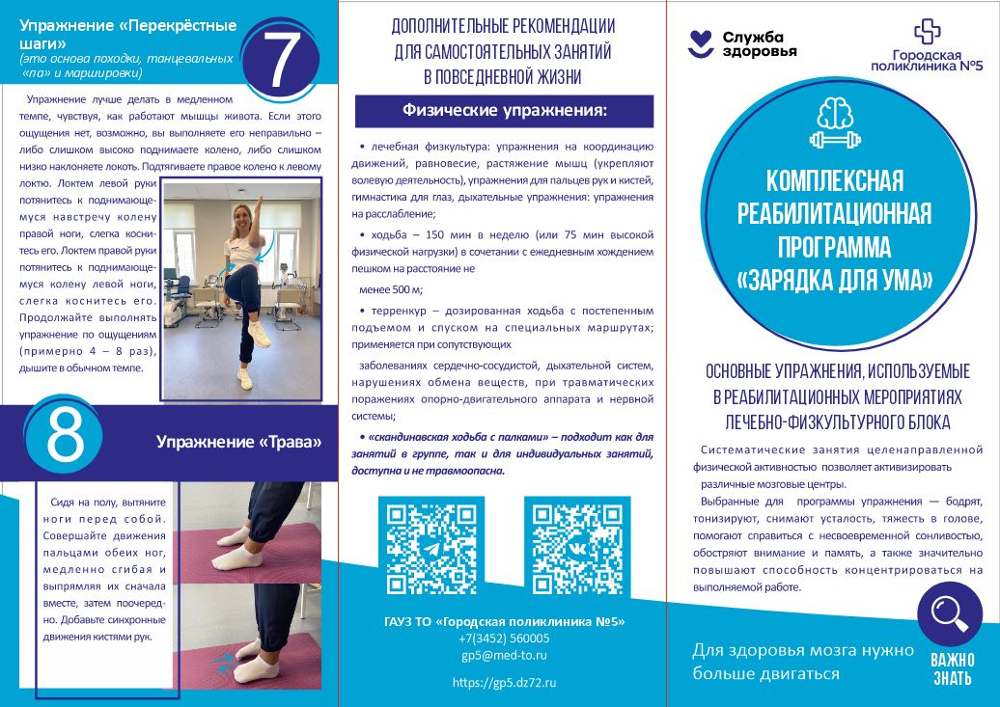 Упражнение «Перекрёстные
шаги»
(это основа походки, танцевальных
«па» и маршировки)
7
Упражнение лучше делать в медленном
темпе, чувствуя, как работают мышцы живота. Если этого
ощущения нет, возможно, вы выполняете его неправильно –
либо слишком высоко поднимаете колено, либо слишком
низко наклоняете локоть. Подтягиваете правое колено к левому
локтю. Локтем левой руки
потянитесь к поднимающе-
муся навстречу колену
правой ноги, слегка косни-
тесь его. Локтем правой руки
потянитесь к поднимающе-
муся колену левой ноги,
слегка коснитесь его.
Продолжайте выполнять
упражнение по ощущениям
(примерно 4 – 8 раз),
дышите в обычном темпе.
8
Упражнение «Трава»
Сидя на полу, вытяните
ноги перед собой.
Совершайте движения
пальцами обеих ног,
медленно сгибая и
выпрямляя их сначала
вместе, затем поочеред-
но. Добавьте синхронные
движения кистями рук.
ДОПОЛНИТЕЛЬНЫЕ РЕКОМЕНДАЦИИ
ДЛЯ САМОСТОЯТЕЛЬНЫХ ЗАНЯТИЙ
В ПОВСЕДНЕВНОЙ ЖИЗНИ
Физические упражнения:
• лечебная физкультура: упражнения на координацию
движений, равновесие, растяжение мышц (укрепляют
волевую деятельность), упражнения для пальцев рук и кистей,
гимнастика для глаз, дыхательные упражнения: упражнения
на расслабление;
• ходьба – 150 мин в неделю (или 75 мин высокой
физической нагрузки) в сочетании с ежедневным хождением
пешком на расстояние не
менее 500 м;
• терренкур – дозированная ходьба с постепенным
подъемом и спуском на специальных маршрутах;
применяется при сопутствующих
заболеваниях сердечно-сосудистой, дыхательной систем,
нарушениях обмена веществ, при травматических
поражениях опорно-двигательного аппарата и нервной
системы;
• «скандинавская ходьба с палками» – подходит как для
занятий в группе, так и для индивидуальных занятий,
доступна и не травмоопасна.
ГАУЗ ТО «Городская поликлиника №5»
+7(3452) 560005
gp5@med-to.ru
https://gp5.dz72.ru
Служба
здоровья
Городская
поликлиника №5
КОМПЛЕКСНАЯ
РЕАБИЛИТАЦИОННАЯ
ПРОГРАММА
«ЗАРЯДКА ДЛЯ УМА»
ОСНОВНЫЕ УПРАЖНЕНИЯ, ИСПОЛЬЗУЕМЫЕ
В РЕАБИЛИТАЦИОННЫХ МЕРОПРИЯТИЯХ
ЛЕЧЕБНО-ФИЗКУЛЬТУРНОГО БЛОКА
Систематические занятия целенаправленной
физической активностью позволяет активизировать
различные мозговые центры.
Выбранные для программы упражнения — бодрят,
тонизируют, снимают усталость, тяжесть в голове,
помогают справиться с несвоевременной сонливостью,
обостряют внимание и память, а также значительно
повышают способность концентрироваться на
выполняемой работе.
Для здоровья мозга нужно
больше двигаться
ВАЖНО
ЗНАТЬ